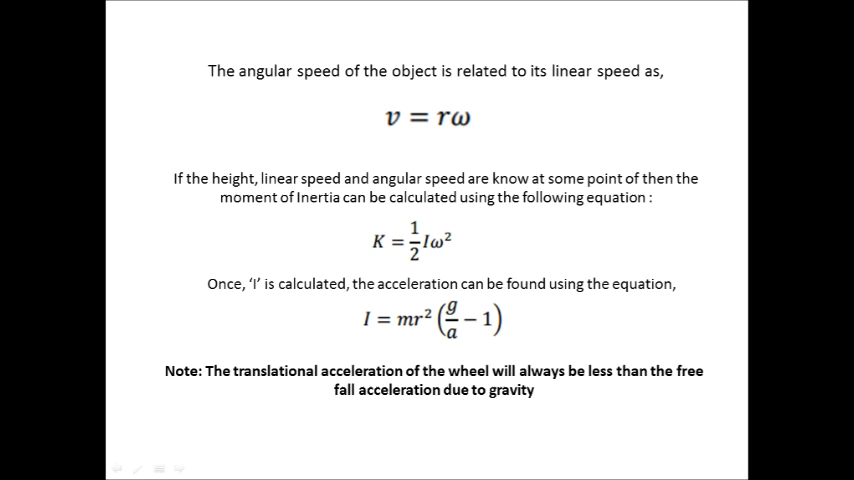 The angular speed of the object is related to its linear speed as,
v = rω
If the height, linear speed and angular speed are know at some point of then the
moment of Inertia can be calculated using the following equation :
K = 1/2 Iω²
Once, ‘I’ is calculated, the acceleration can be found using the equation,
I = mr² (g/a − 1)
Note: The translational acceleration of the wheel will always be less than the free
fall acceleration due to gravity